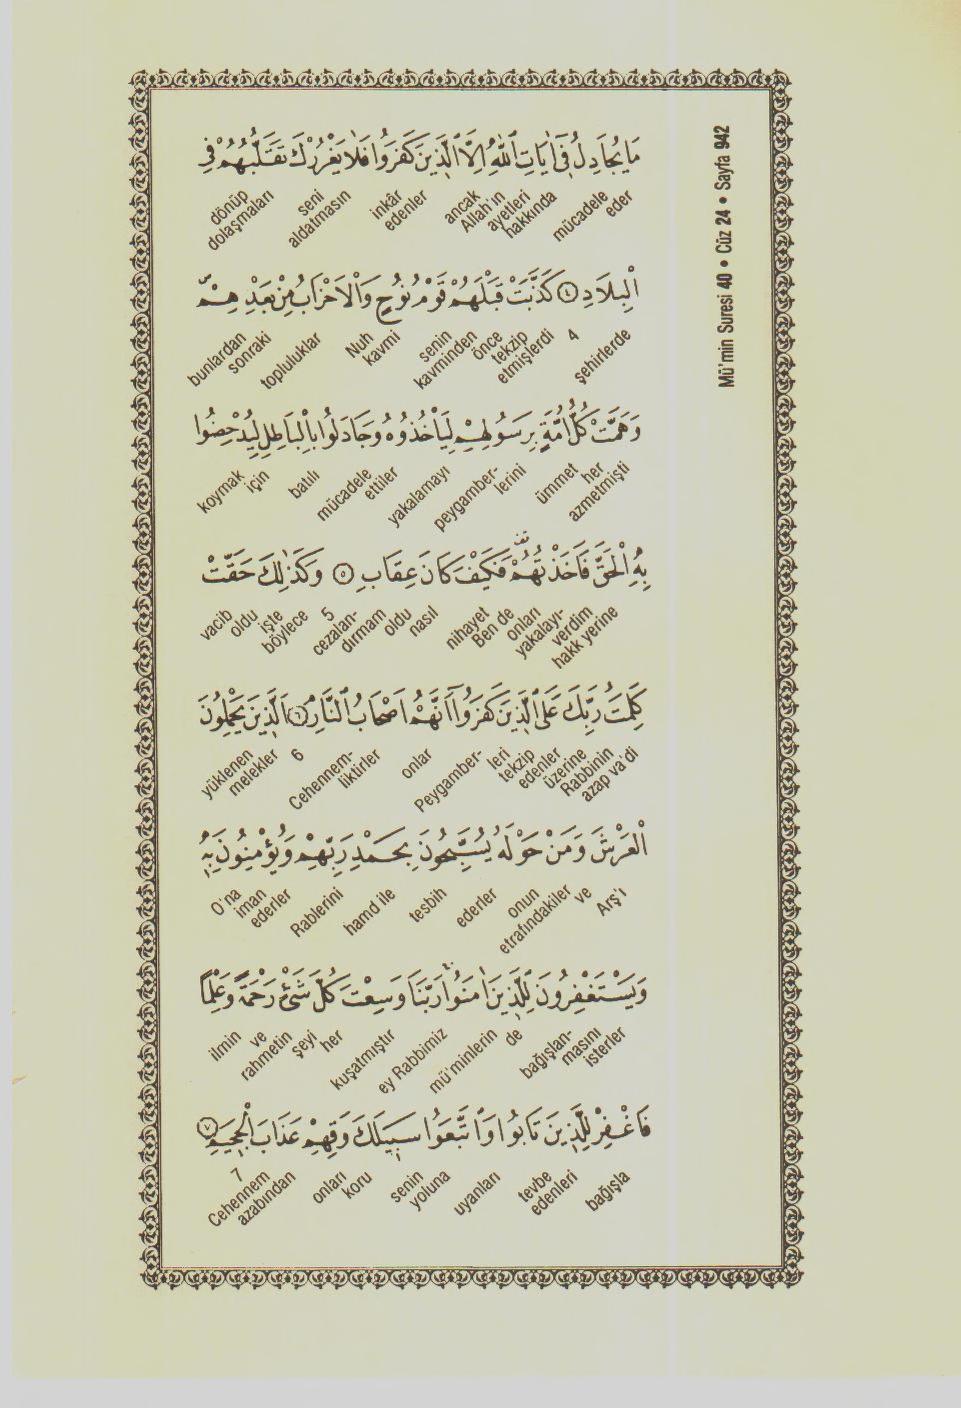 Mü'min Suresi 40 • Cüz 24 • Sayfa 942
مَا يُجَادِلُ فِٓي اٰيَاتِ اللّٰهِ اِلَّا الَّذ۪ينَ كَفَرُوا فَلَا يَغْرُرْكَ تَقَلُّبُهُمْ فِي
mücadele eder ayetleri hakkında ancak Allah'ın inkâr edenler seni aldatmasın dönüp dolaşmaları
الْبِلَادِ ﴿٤﴾ كَذَّبَتْ قَبْلَهُمْ قَوْمُ نُوحٍ وَالْاَحْزَابُ مِنْ بَعْدِهِمْ
şehirlerde 4 tekzip etmişlerdi önce senin kavminden Nuh kavmi topluluklar bunlardan sonraki
وَهَمَّتْ كُلُّ اُمَّةٍ بِرَسُولِهِمْ لِيَأْخُذُوهُ وَجَادَلُوا بِالْبَاطِلِ لِيُدْحِضُوا
her azmetmişti ümmet peygamber- lerini yakalamayı mücadele ettiler batılı koymak için
بِهِ الْحَقَّ فَاَخَذْتُهُمْ فَكَيْفَ كَانَ عِقَابِ ﴿٥﴾ وَكَذٰلِكَ حَقَّتْ
hakk yerine yakalayı- verdim onları nihayet Ben de nasıl oldu cezalan- dırmam 5 işte böylece oldu vacib
كَلِمَتُ رَبِّكَ عَلَى الَّذ۪ينَ كَفَرُٓوا اَنَّهُمْ اَصْحَابُ النَّارِ ﴿٦﴾ اَلَّذ۪ينَ يَحْمِلُونَ
Rabbinin azap va'di üzerine Peygamber- leri tekzip edenler onlar Cehennem- liktirler 6 yüklenen melekler
الْعَرْشَ وَمَنْ حَوْلَهُ يُسَبِّحُونَ بِحَمْدِ رَبِّهِمْ وَيُؤْمِنُونَ بِه۪
Arş'ı ve onun etrafındakiler ederler tesbih hamd ile Rablerini O'na iman ederler
وَيَسْتَغْفِرُونَ لِلَّذ۪ينَ اٰمَنُوا رَبَّنَا وَسِعْتَ كُلَّ شَيْءٍ رَحْمَةً وَعِلْمًا
bağışlan- masını isterler de mü'minlerin ey Rabbimiz kuşatmıştır her şeyi rahmetin ve ilmin
فَاغْفِرْ لِلَّذ۪ينَ تَابُوا وَاتَّبَعُوا سَب۪يلَكَ وَقِهِمْ عَذَابَ الْجَح۪يمِ ﴿٧﴾
bağışla tevbe edenleri uyanları senin yoluna onları koru Cehennem azabından 7